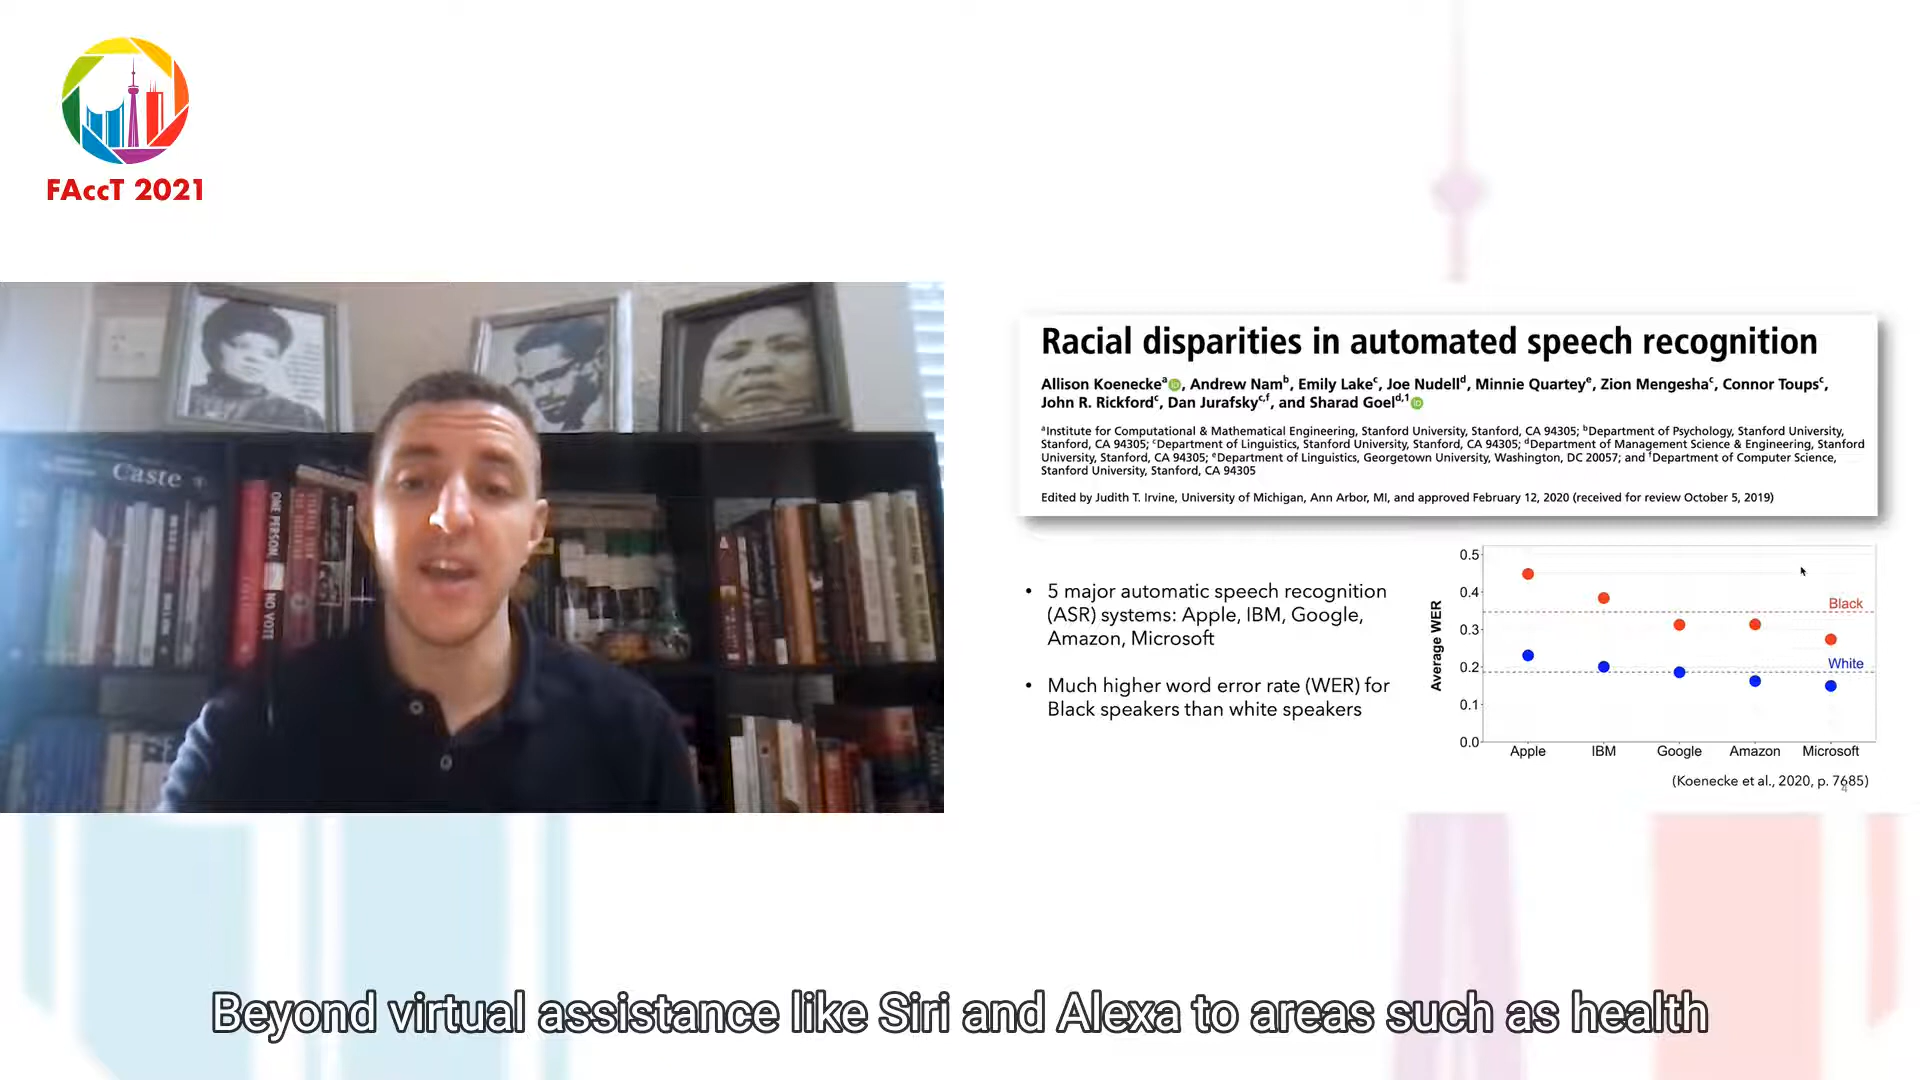 FAccT 2021
Caste
ONE PERSON
NO VOTE
Racial disparities in automated speech recognition
Allison Koenecke^a, Andrew Nam^b, Emily Lake^c, Joe Nudell^d, Minnie Quartey^e, Zion Mengesha^c, Connor Toups^c,
John R. Rickford^c, Dan Jurafsky^c,f, and Sharad Goel^d,1
^aInstitute for Computational & Mathematical Engineering, Stanford University, Stanford, CA 94305; ^bDepartment of Psychology, Stanford University,
Stanford, CA 94305; ^cDepartment of Linguistics, Stanford University, Stanford, CA 94305; ^dDepartment of Management Science & Engineering, Stanford
University, Stanford, CA 94305; ^eDepartment of Linguistics, Georgetown University, Washington, DC 20057; and ^fDepartment of Computer Science,
Stanford University, Stanford, CA 94305
Edited by Judith T. Irvine, University of Michigan, Ann Arbor, MI, and approved February 12, 2020 (received for review October 5, 2019)
• 5 major automatic speech recognition
(ASR) systems: Apple, IBM, Google,
Amazon, Microsoft
• Much higher word error rate (WER) for
Black speakers than white speakers
Average WER
0.5
0.4
0.3
0.2
0.1
0.0
Black
White
Apple IBM Google Amazon Microsoft
(Koenecke et al., 2020, p. 7685)
4
Beyond virtual assistance like Siri and Alexa to areas such as health